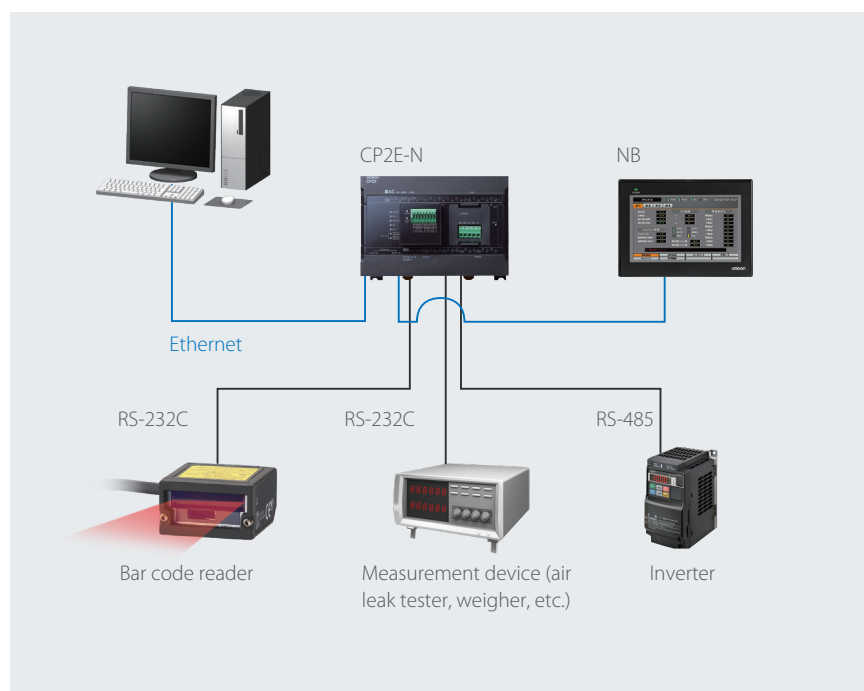 CP2E-N
NB
omron
Ethernet
RS-232C
RS-232C
RS-485
Bar code reader
Measurement device (air
leak tester, weigher, etc.)
Inverter